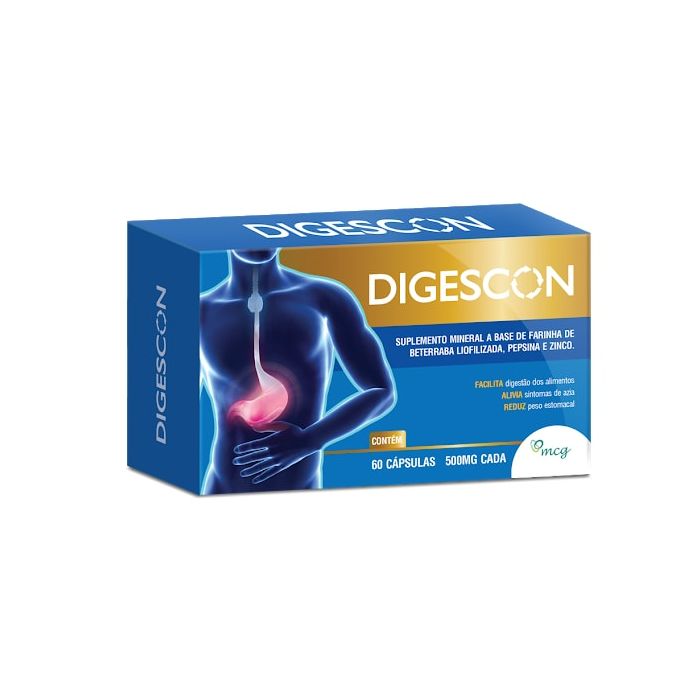 DIGESCON
DIGESCON
DIGESCON
SUPLEMENTO MINERAL A BASE DE FARINHA DE
BETERRABA LIOFILIZADA, PEPSINA E ZINCO.
FACILITA digestão dos alimentos
ALIVIA sintomas de azia
REDUZ peso estomacal
CONTÉM
60 CÁPSULAS 500MG CADA
mcg